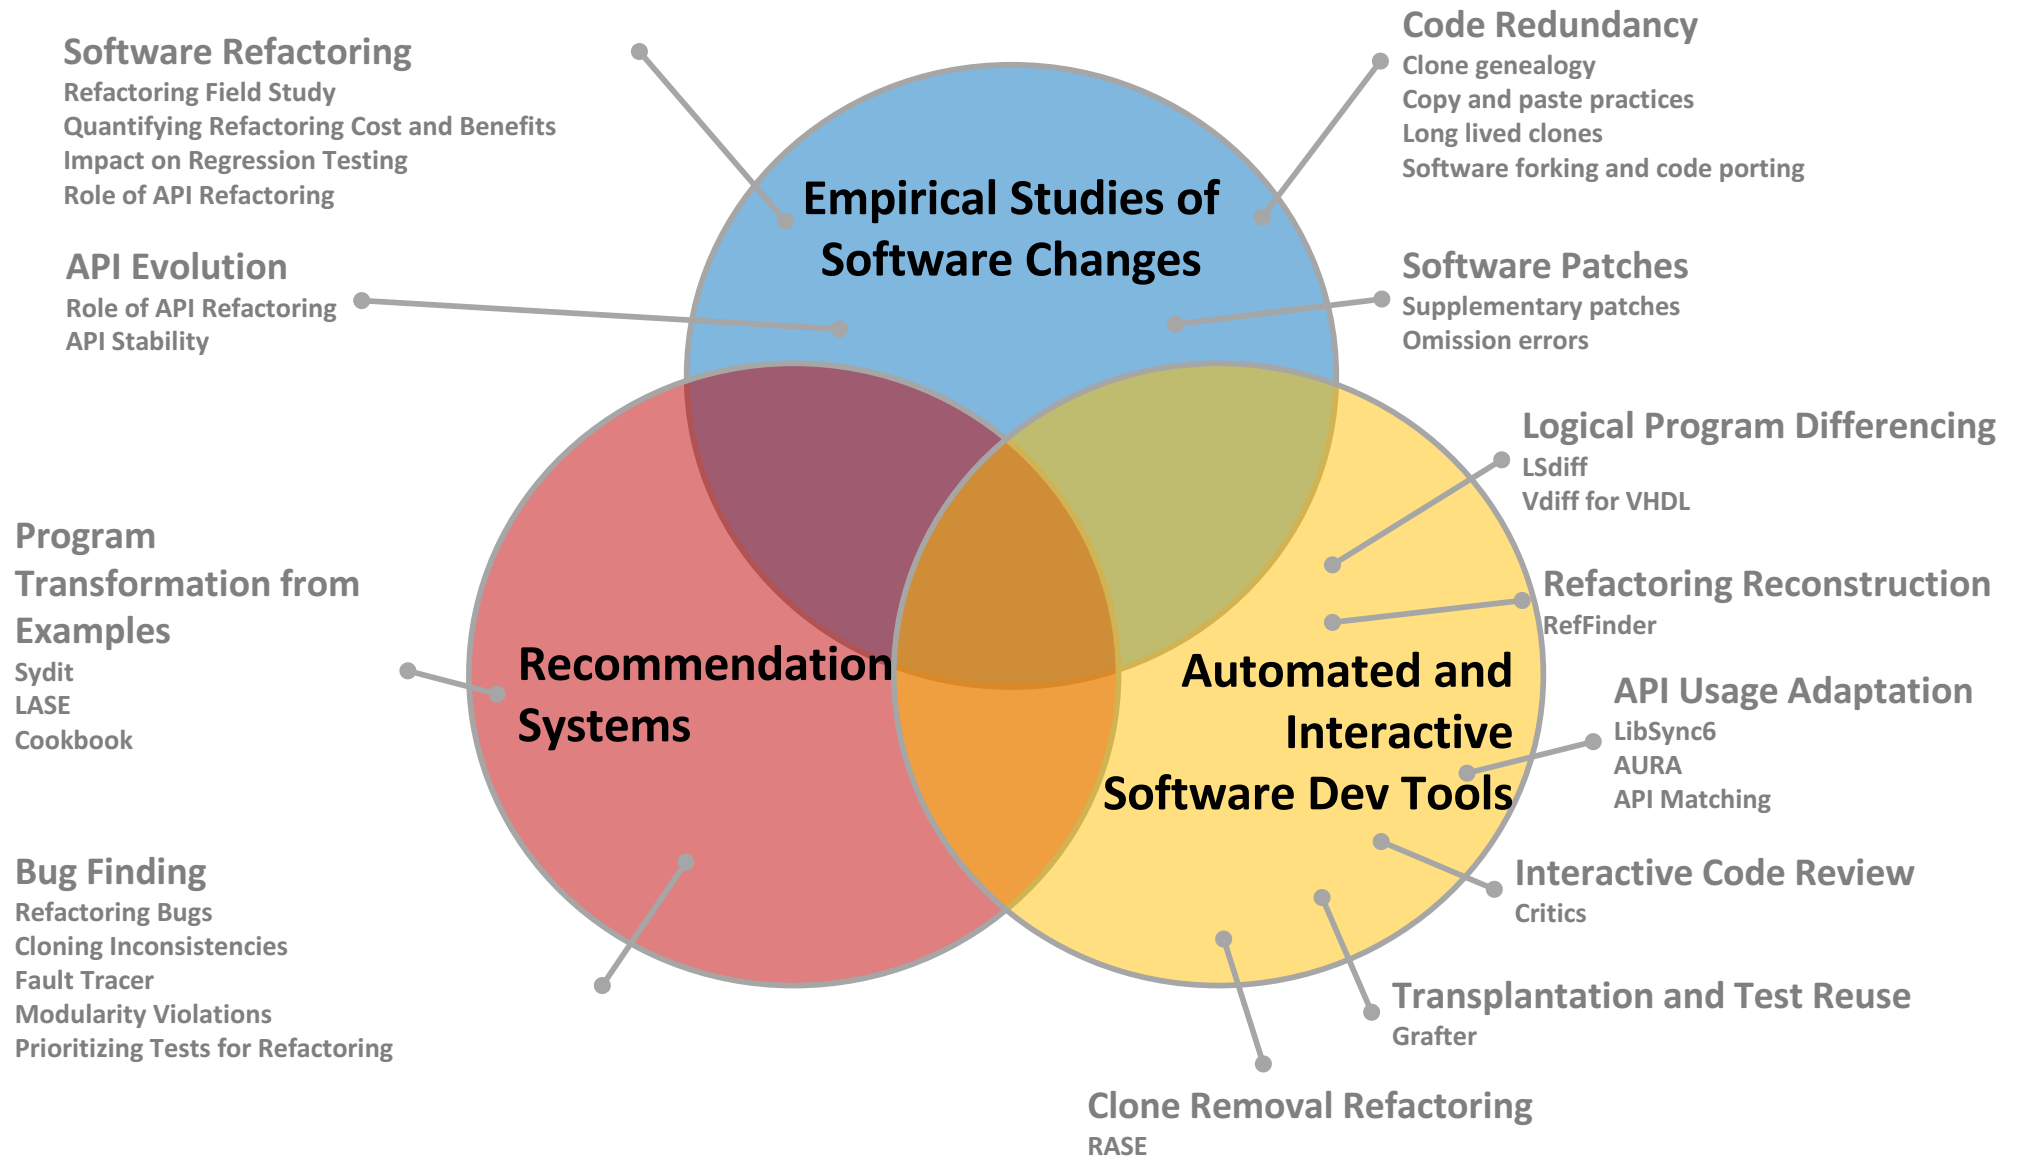 Software Refactoring
Refactoring Field Study
Quantifying Refactoring Cost and Benefits
Impact on Regression Testing
Role of API Refactoring
API Evolution
Role of API Refactoring
API Stability
Code Redundancy
Clone genealogy
Copy and paste practices
Long lived clones
Software forking and code porting
Software Patches
Supplementary patches
Omission errors
Empirical Studies of
Software Changes
Logical Program Differencing
LSdiff
Vdiff for VHDL
Refactoring Reconstruction
RefFinder
Program
Transformation from
Examples
Sydit
LASE
Cookbook
Recommendation
Systems
Automated and
Interactive
Software Dev Tools
API Usage Adaptation
LibSync6
AURA
API Matching
Bug Finding
Refactoring Bugs
Cloning Inconsistencies
Fault Tracer
Modularity Violations
Prioritizing Tests for Refactoring
Interactive Code Review
Critics
Transplantation and Test Reuse
Grafter
Clone Removal Refactoring
RASE